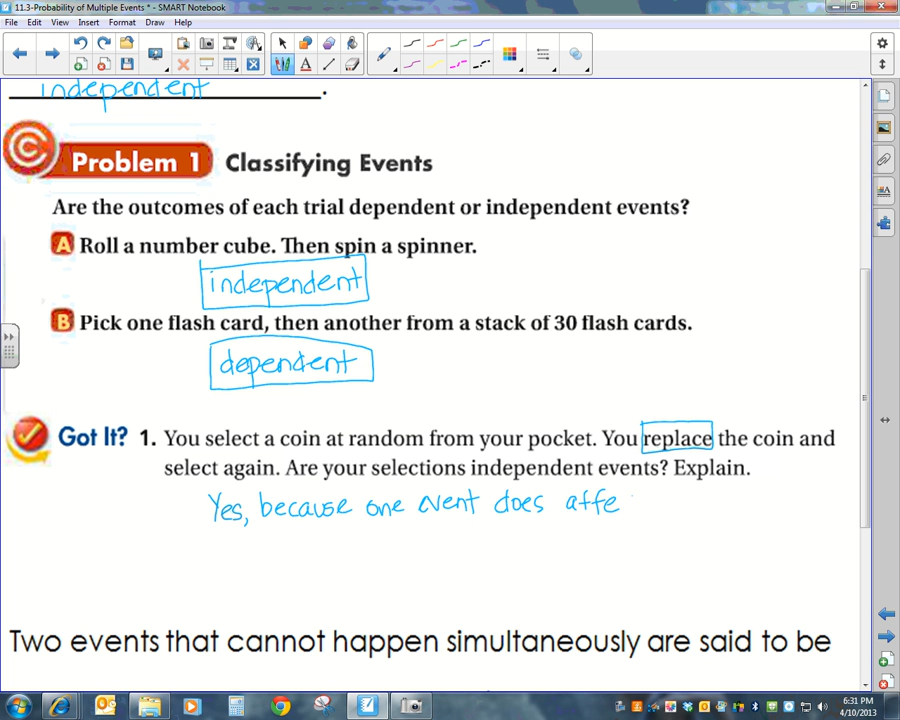 11.3-Probability of Multiple Events * - SMART Notebook
File Edit View Insert Format Draw Help
independent.
Problem 1 Classifying Events
Are the outcomes of each trial dependent or independent events?
A Roll a number cube. Then spin a spinner.
independent
B Pick one flash card, then another from a stack of 30 flash cards.
dependent
Got It? 1. You select a coin at random from your pocket. You replace the coin and
select again. Are your selections independent events? Explain.
Yes, because one event does affe
Two events that cannot happen simultaneously are said to be
6:31 PM
4/10/2013